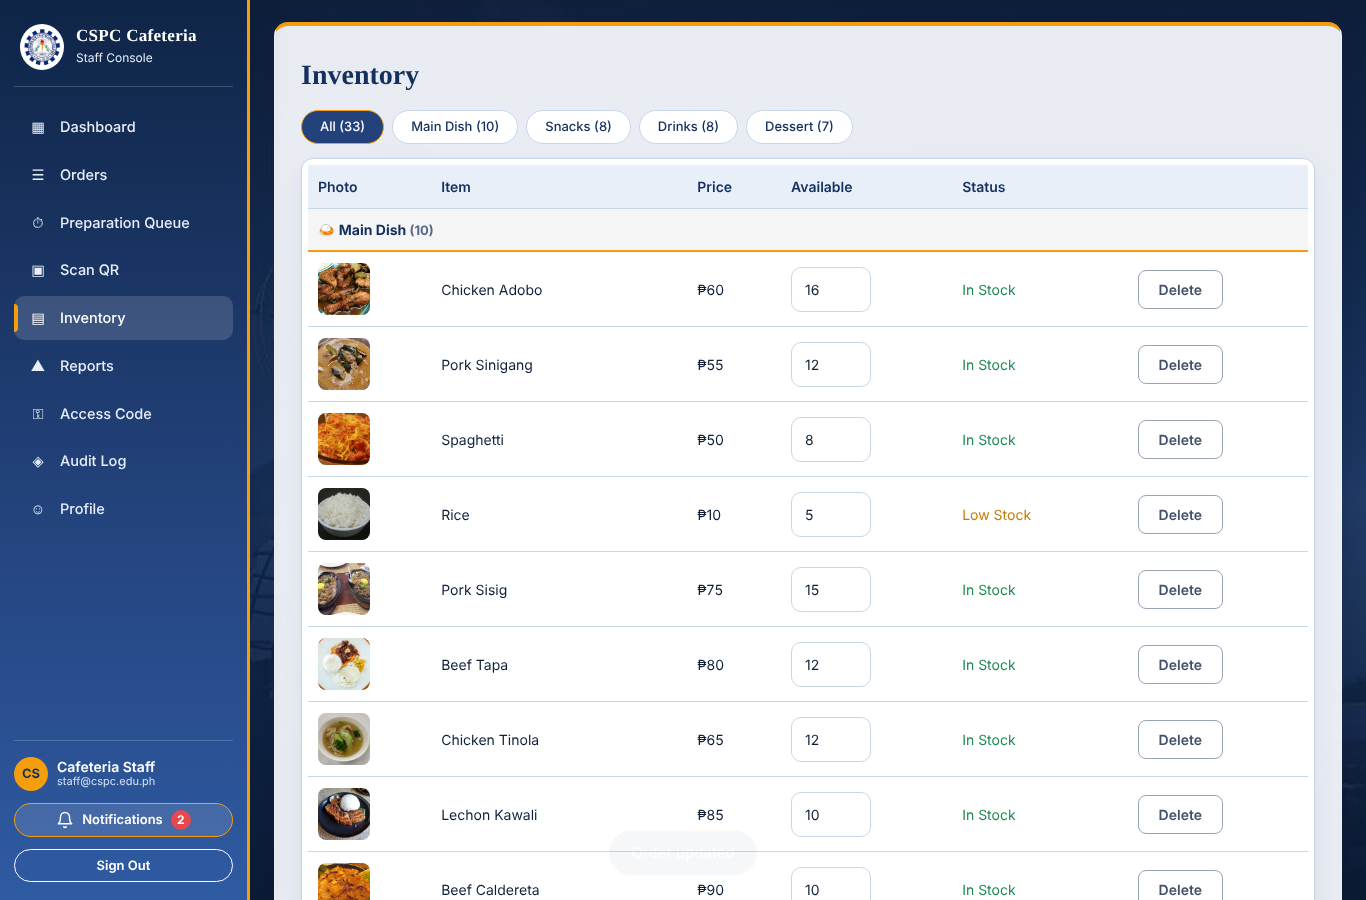 CSPC Cafeteria
Staff Console
Dashboard
Orders
Preparation Queue
Scan QR
Inventory
Reports
Access Code
Audit Log
Profile
CS
Cafeteria Staff
staff@cspc.edu.ph
Notifications 2
Sign Out
Inventory
All (33) Main Dish (10) Snacks (8) Drinks (8) Dessert (7)
Photo Item Price Available Status
Main Dish (10)
Chicken Adobo ₱60 16 In Stock Delete
Pork Sinigang ₱55 12 In Stock Delete
Spaghetti ₱50 8 In Stock Delete
Rice ₱10 5 Low Stock Delete
Pork Sisig ₱75 15 In Stock Delete
Beef Tapa ₱80 12 In Stock Delete
Chicken Tinola ₱65 12 In Stock Delete
Lechon Kawali ₱85 10 In Stock Delete
Order updated
Beef Caldereta ₱90 10 In Stock Delete